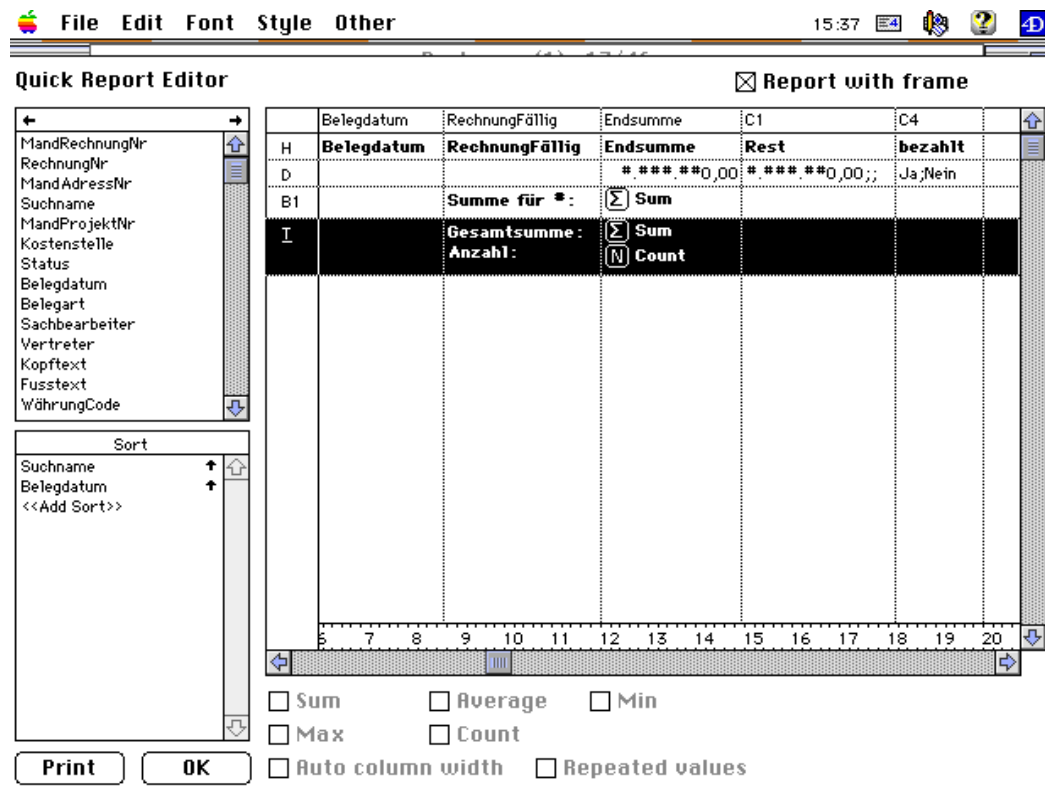 File Edit Font Style Other 15:37 4D
Quick Report Editor
Report with frame
MandRechnungNr
RechnungNr
MandAdressNr
Suchname
MandProjektNr
Kostenstelle
Status
Belegdatum
Belegart
Sachbearbeiter
Vertreter
Kopftext
Fusstext
WährungCode
Sort
Suchname
Belegdatum
<<Add Sort>>
Print OK
Belegdatum RechnungFällig Endsumme C1 C4
H Belegdatum RechnungFällig Endsumme Rest bezahlt
D #.###.##0,00 #.###.##0,00;; Ja;Nein
B1 Summe für #: Σ Sum
T Gesamtsumme: Σ Sum
Anzahl: N Count
6 7 8 9 10 11 12 13 14 15 16 17 18 19 20
Sum Average Min
Max Count
Auto column width Repeated values